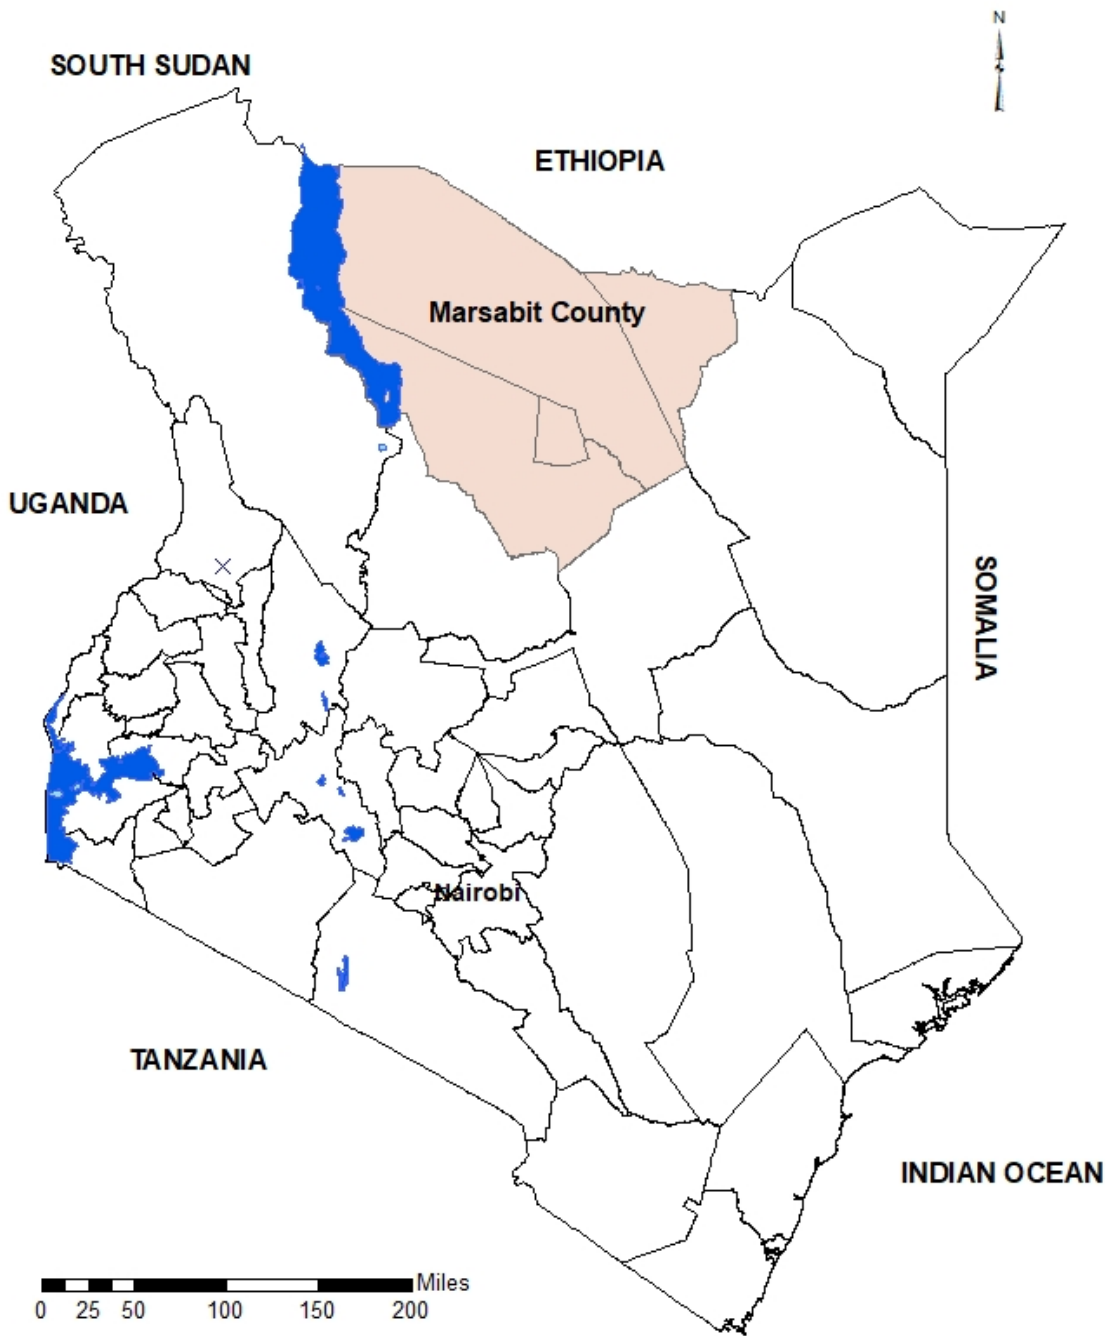 N
SOUTH SUDAN
ETHIOPIA
Marsabit County
UGANDA
SOMALIA
Nairobi
TANZANIA
INDIAN OCEAN
Miles
0 25 50 100 150 200